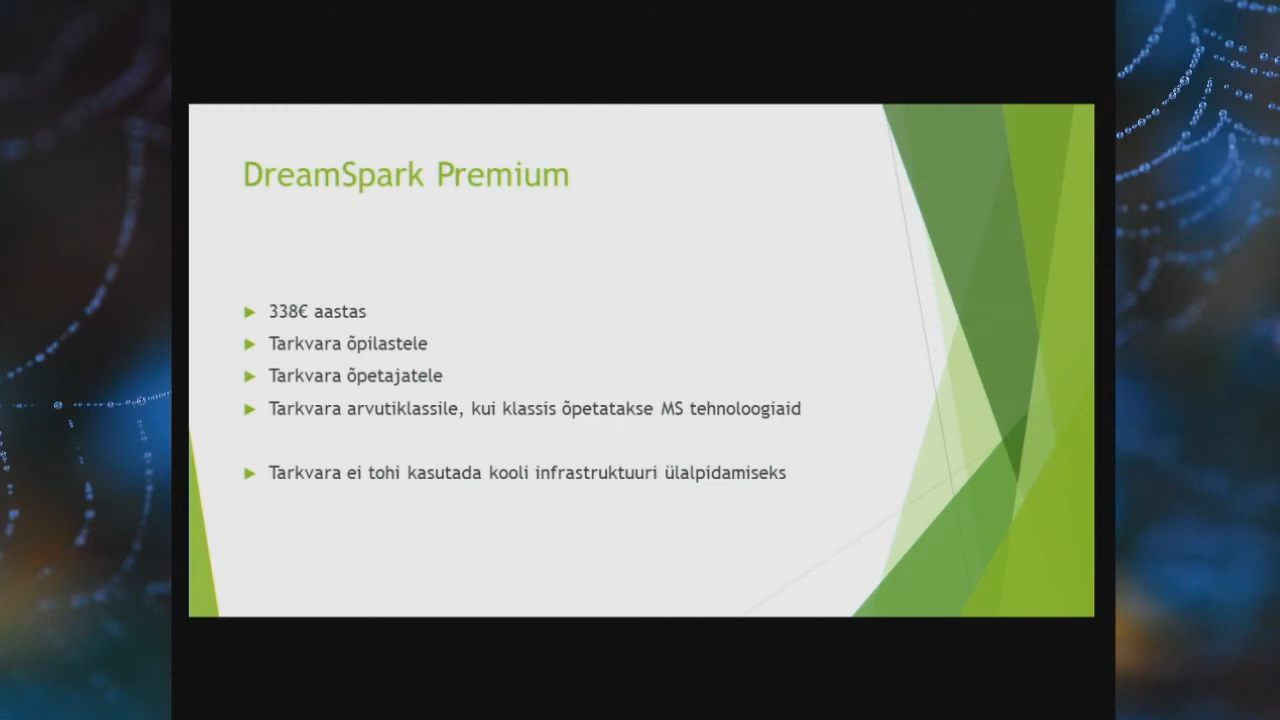 DreamSpark Premium
338€ aastas
Tarkvara õpilastele
Tarkvara õpetajatele
Tarkvara arvutiklassile, kui klassis õpetatakse MS tehnoloogiaid
Tarkvara ei tohi kasutada kooli infrastruktuuri ülalpidamiseks